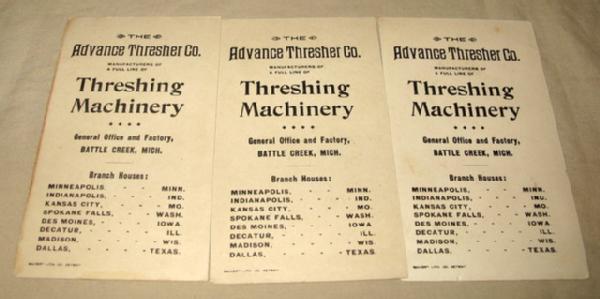 THE
Advance Thresher Co.
MANUFACTURERS OF
A FULL LINE OF
Threshing
Machinery
General Office and Factory,
BATTLE CREEK, MICH.
Branch Houses:
MINNEAPOLIS, - - MINN.
INDIANAPOLIS, - - IND.
KANSAS CITY, - - MO.
SPOKANE FALLS, - - WASH.
DES MOINES, - - IOWA
DECATUR, - - - ILL.
MADISON, - - - WIS.
DALLAS, - - - TEXAS.
THE
Advance Thresher Co.
MANUFACTURERS OF
A FULL LINE OF
Threshing
Machinery
General Office and Factory,
BATTLE CREEK, MICH.
Branch Houses:
MINNEAPOLIS, - - MINN.
INDIANAPOLIS, - - IND.
KANSAS CITY, - - MO.
SPOKANE FALLS, - - WASH.
DES MOINES, - - IOWA
DECATUR, - - - ILL.
MADISON, - - - WIS.
DALLAS, - - - TEXAS.
THE
Advance Thresher Co.
MANUFACTURERS OF
A FULL LINE OF
Threshing
Machinery
General Office and Factory,
BATTLE CREEK, MICH.
Branch Houses:
MINNEAPOLIS, - - MINN.
INDIANAPOLIS, - - IND.
KANSAS CITY, - - MO.
SPOKANE FALLS, - - WASH.
DES MOINES, - - IOWA.
DECATUR, - - - ILL.
MADISON, - - - WIS.
DALLAS, - - - TEXAS.